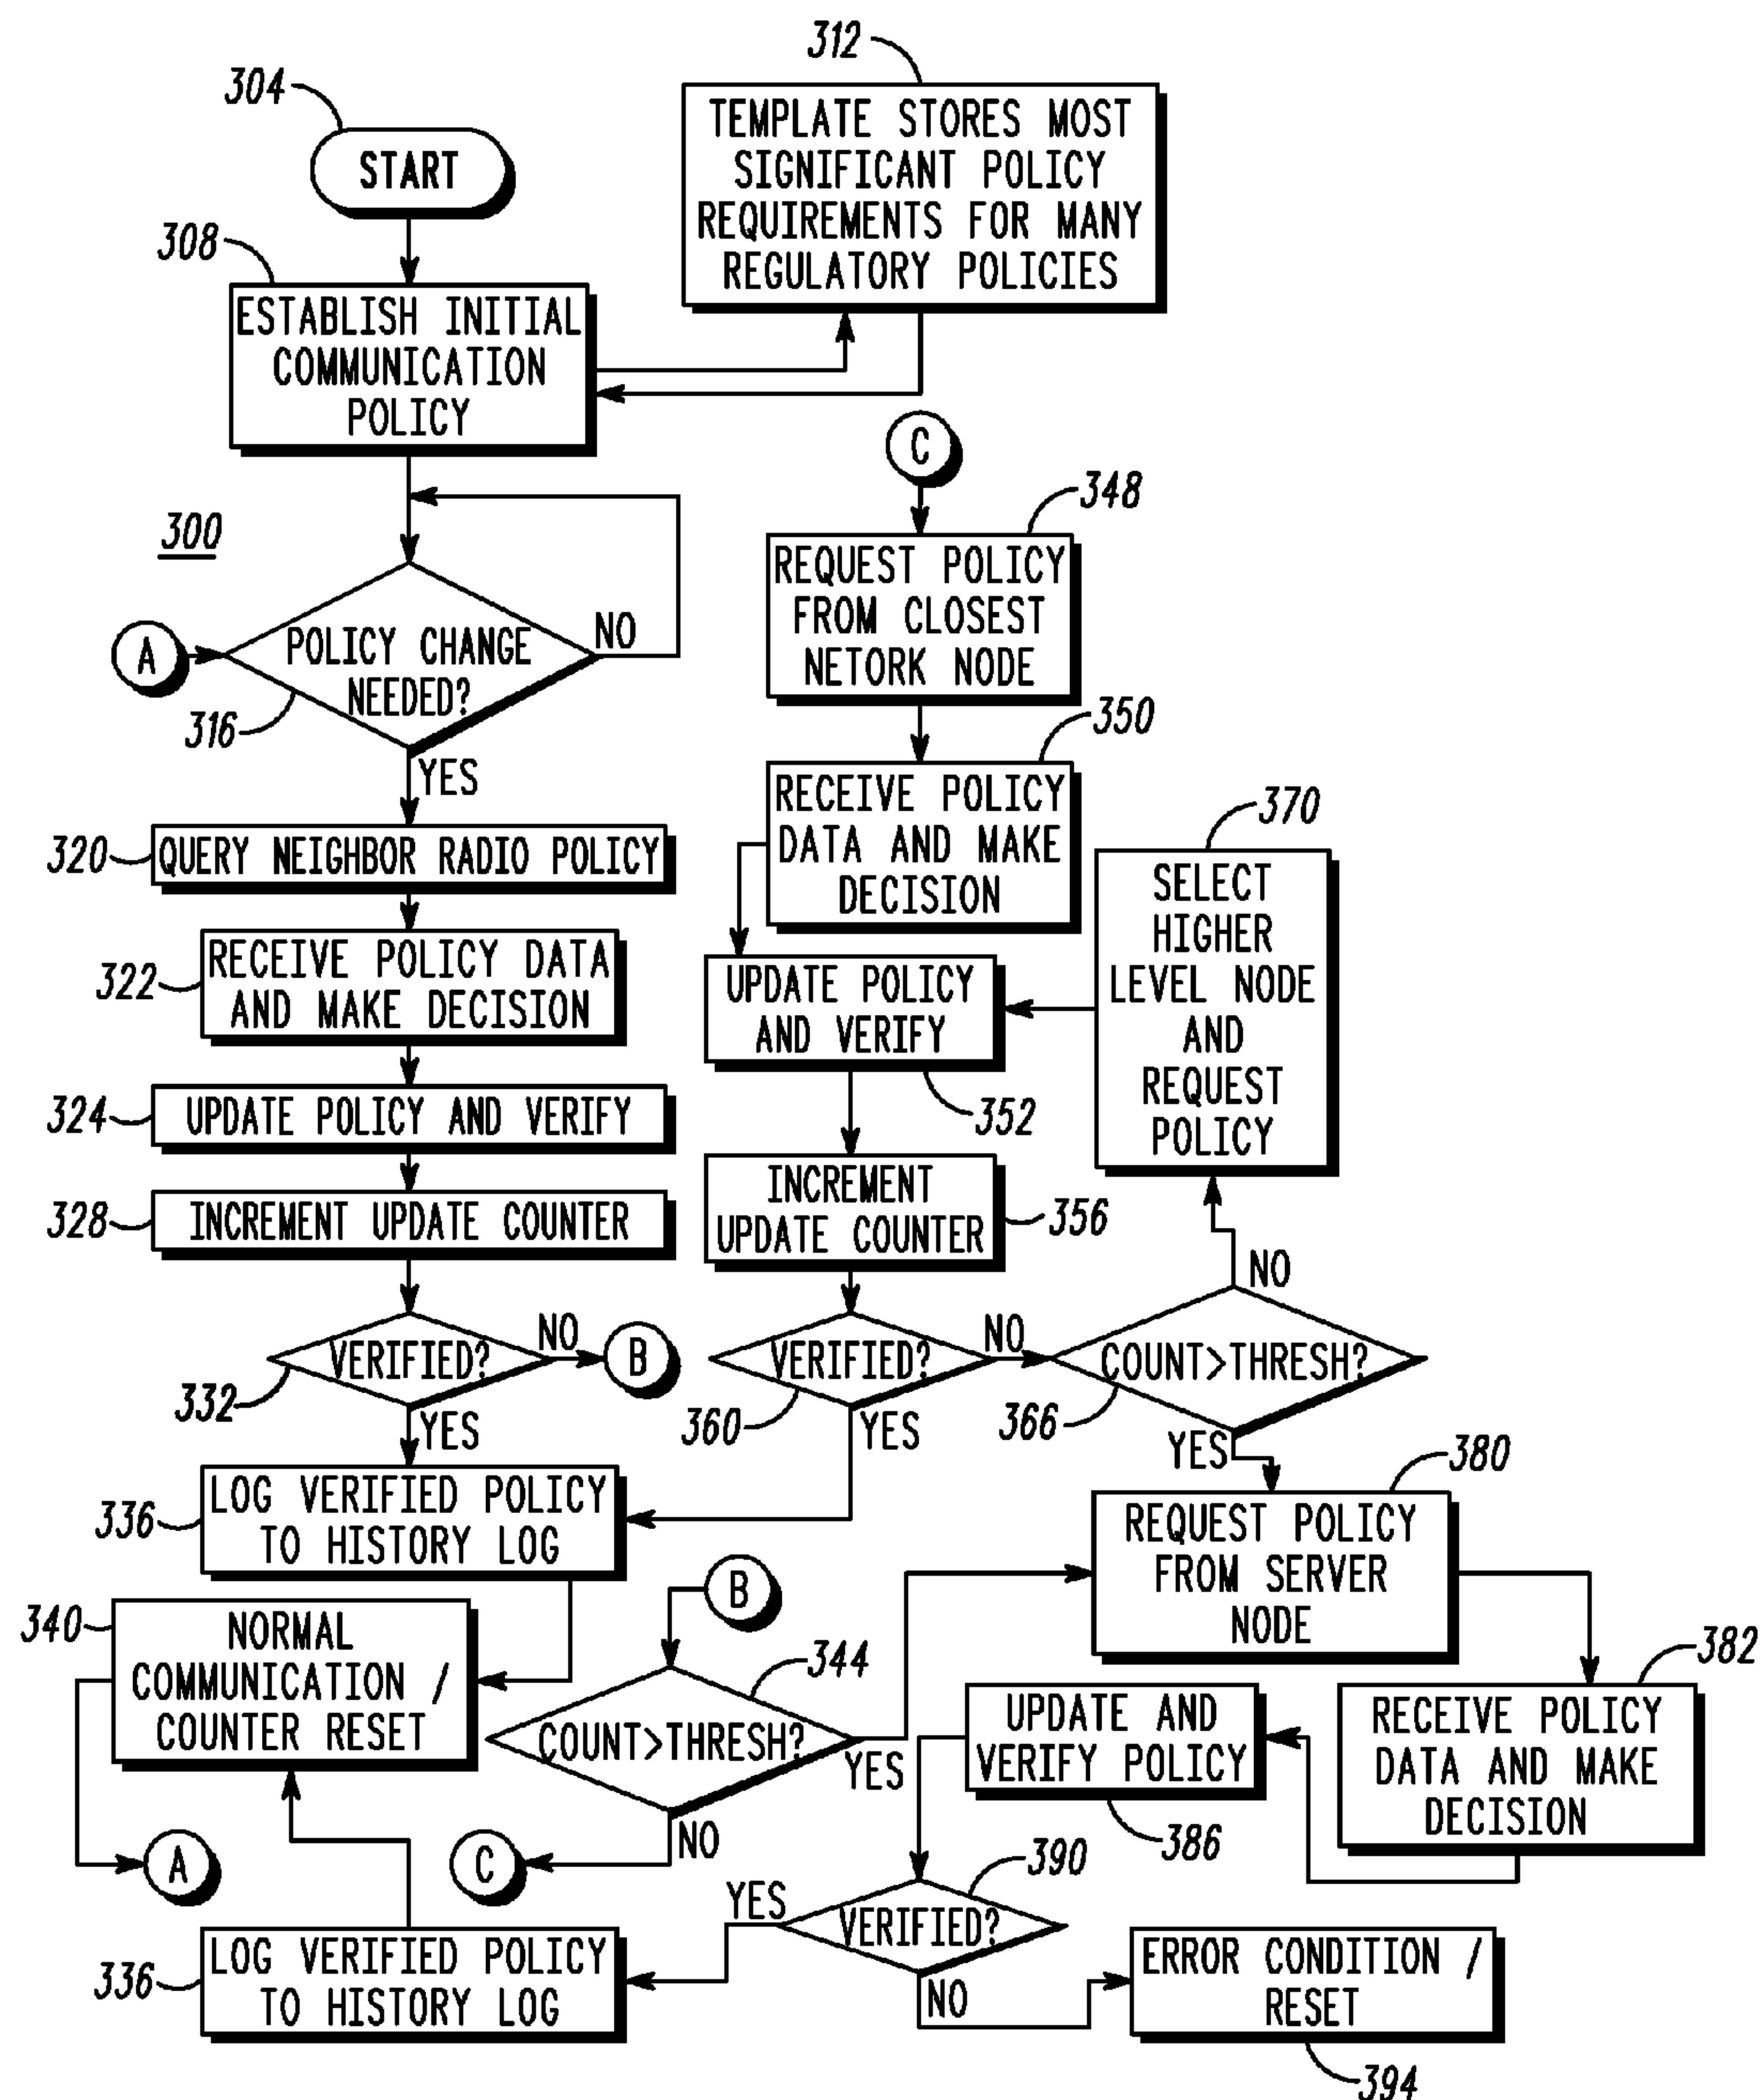 312
304
TEMPLATE STORES MOST
SIGNIFICANT POLICY
REQUIREMENTS FOR MANY
REGULATORY POLICIES
START
308
ESTABLISH INITIAL
COMMUNICATION
POLICY
C
348
300
REQUEST POLICY
FROM CLOSEST
NETORK NODE
A
POLICY CHANGE
NEEDED?
NO
316
YES
350
RECEIVE POLICY
DATA AND MAKE
DECISION
320
QUERY NEIGHBOR RADIO POLICY
370
SELECT
HIGHER
LEVEL NODE
AND
REQUEST
POLICY
322
RECEIVE POLICY DATA
AND MAKE DECISION
UPDATE POLICY
AND VERIFY
352
324
UPDATE POLICY AND VERIFY
328
INCREMENT UPDATE COUNTER
INCREMENT
UPDATE COUNTER
356
NO
VERIFIED?
NO
B
332
YES
VERIFIED?
NO
360
YES
COUNT>THRESH?
366
YES
380
336
LOG VERIFIED POLICY
TO HISTORY LOG
REQUEST POLICY
FROM SERVER
NODE
B
340
NORMAL
COMMUNICATION /
COUNTER RESET
344
COUNT>THRESH?
YES
NO
382
UPDATE AND
VERIFY POLICY
386
RECEIVE POLICY
DATA AND MAKE
DECISION
A
C
390
YES
VERIFIED?
NO
336
LOG VERIFIED POLICY
TO HISTORY LOG
ERROR CONDITION /
RESET
394